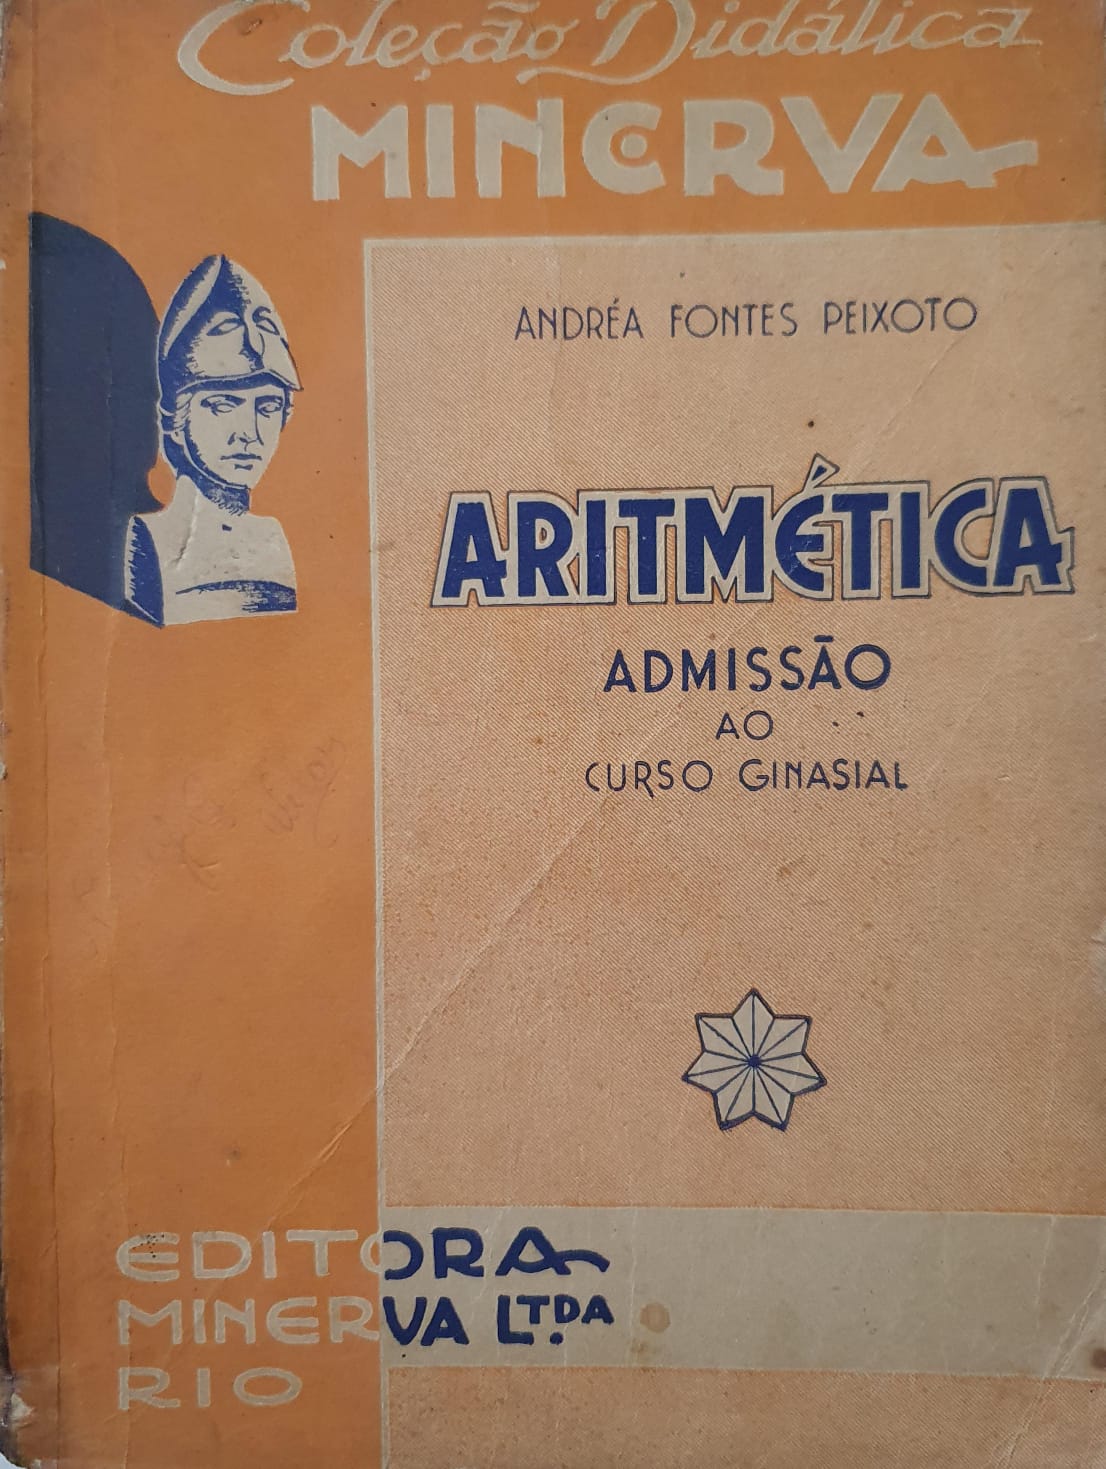 Coleção Didática
MINERVA
ANDRÉA FONTES PEIXOTO
ARITMÉTICA
ADMISSÃO
AO
CURSO GINASIAL
EDITORA
MINERVA LTDA
RIO